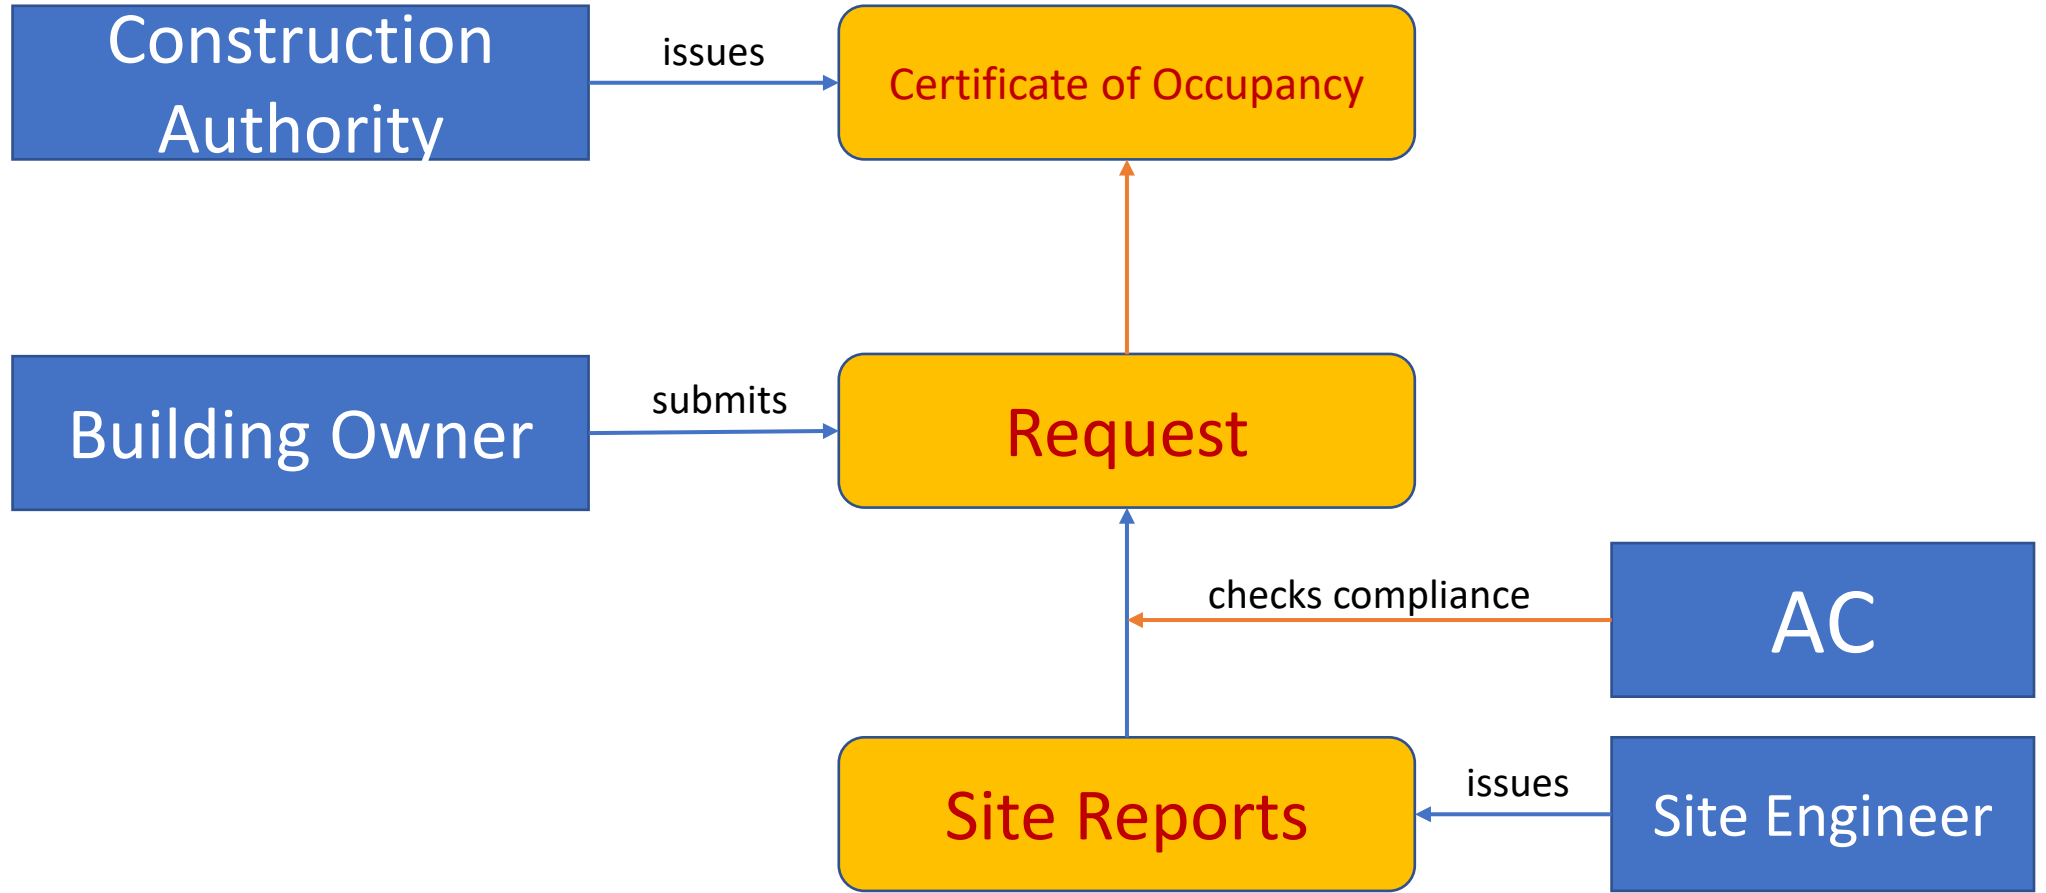 Construction
Authority
issues
Certificate of Occupancy
Building Owner
submits
Request
checks compliance
AC
Site Reports
issues
Site Engineer